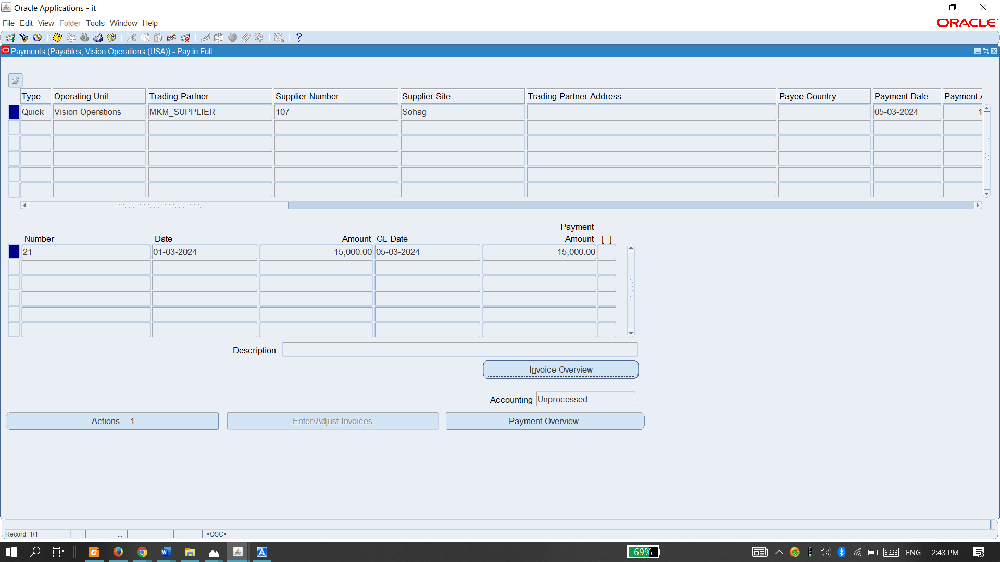 Oracle Applications - it
File Edit View Folder Tools Window Help
ORACLE
Payments (Payables, Vision Operations (USA)) - Pay in Full
Type Operating Unit Trading Partner Supplier Number Supplier Site Trading Partner Address Payee Country Payment Date Payment A
Quick Vision Operations MKM_SUPPLIER 107 Sohag 05-03-2024 1
Payment
Number Date Amount GL Date Amount [ ]
21 01-03-2024 15,000.00 05-03-2024 15,000.00
Description
Invoice Overview
Accounting Unprocessed
Actions... 1 Enter/Adjust Invoices Payment Overview
Record: 1/1 ... <OSC>
69% ENG 2:43 PM